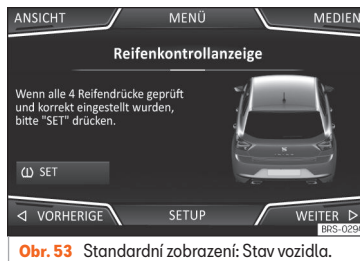 ANSICHT MENÜ MEDIEN
Reifenkontrollanzeige
Wenn alle 4 Reifendrücke geprüft
und korrekt eingestellt wurden,
bitte "SET" drücken.
SET
VORHERIGE SETUP WEITER
BRS-0290
Obr. 53 Standardní zobrazení: Stav vozidla.